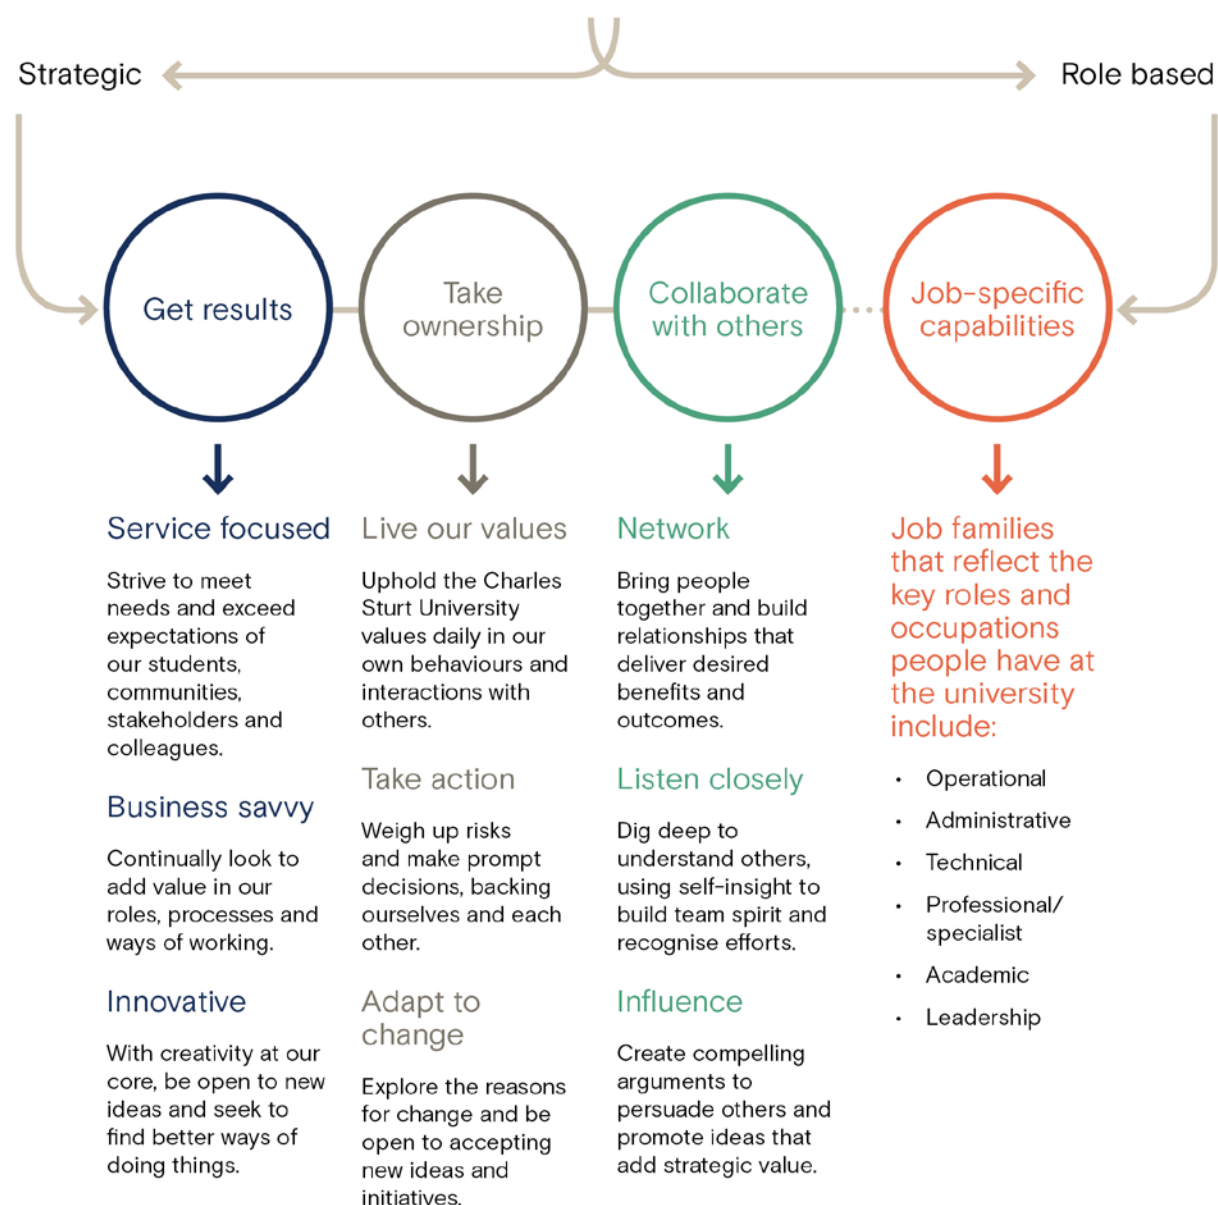 Strategic
Role based
Get results
Take
ownership
Collaborate
with others
Job-specific
capabilities
Service focused
Strive to meet
needs and exceed
expectations of
our students,
communities,
stakeholders and
colleagues.
Business savvy
Continually look to
add value in our
roles, processes and
ways of working.
Innovative
With creativity at our
core, be open to new
ideas and seek to
find better ways of
doing things.
Live our values
Uphold the Charles
Sturt University
values daily in our
own behaviours and
interactions with
others.
Take action
Weigh up risks
and make prompt
decisions, backing
ourselves and each
other.
Adapt to
change
Explore the reasons
for change and be
open to accepting
new ideas and
initiatives.
Network
Bring people
together and build
relationships that
deliver desired
benefits and
outcomes.
Listen closely
Dig deep to
understand others,
using self-insight to
build team spirit and
recognise efforts.
Influence
Create compelling
arguments to
persuade others and
promote ideas that
add strategic value.
Job families
that reflect the
key roles and
occupations
people have at
the university
include:
• Operational
• Administrative
• Technical
• Professional/
specialist
• Academic
• Leadership